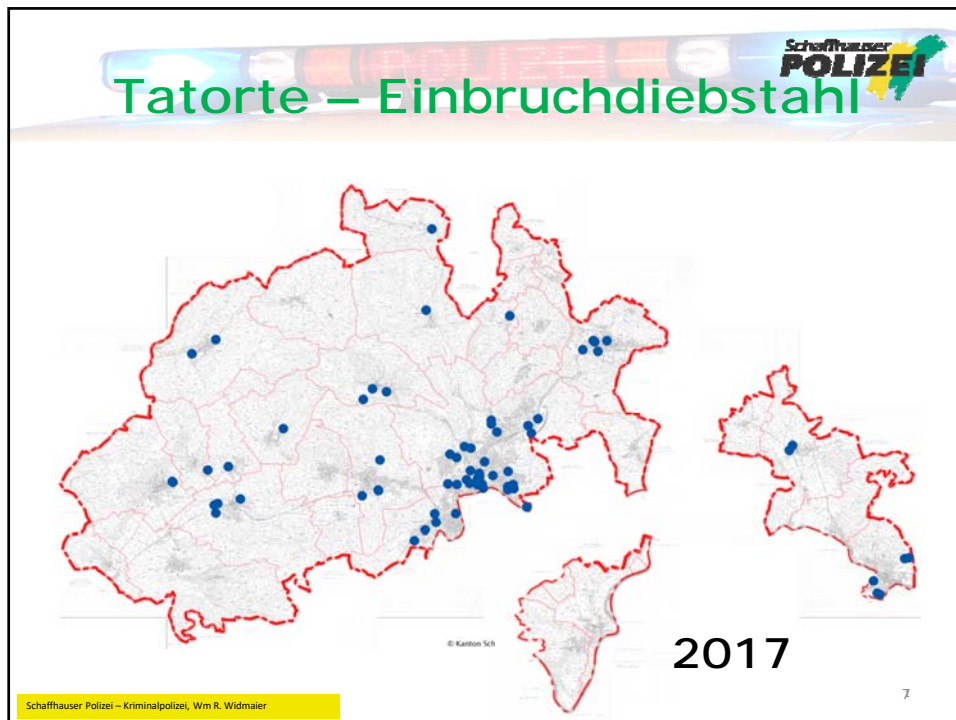 Schaffhauser
POLIZEI
Tatorte – Einbruchdiebstahl
© Kanton Sch
2017
Schaffhauser Polizei – Kriminalpolizei, Wm R. Widmaier
7